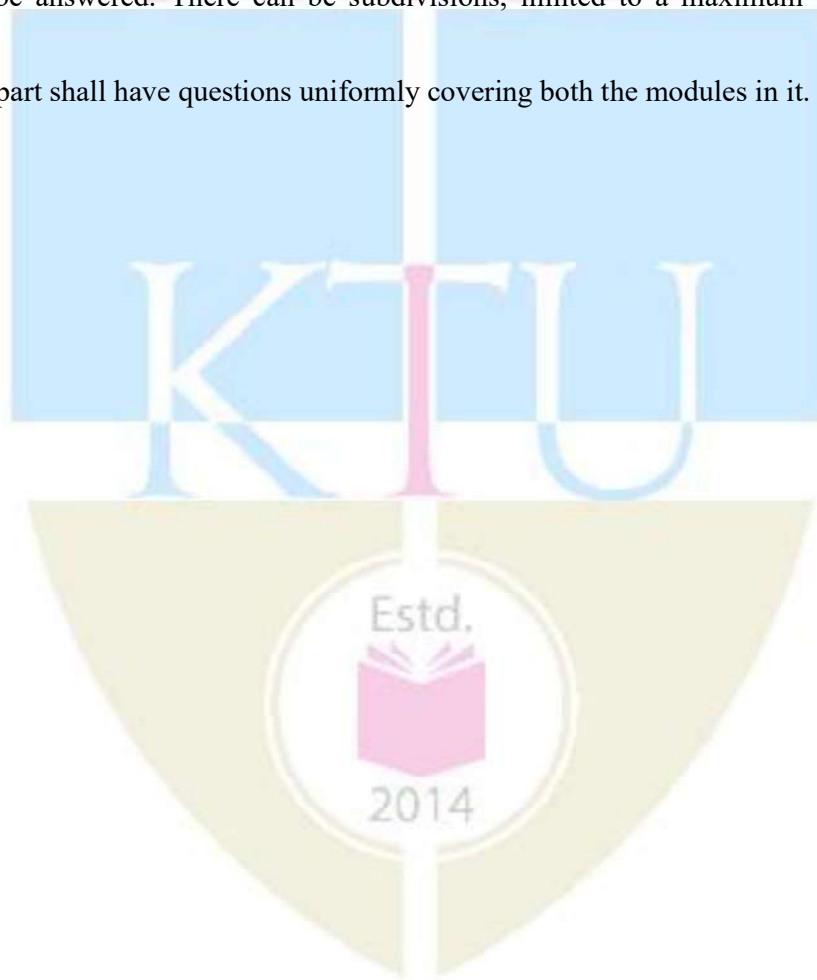 be answered. There can be subdivisions, limited to a maximum
part shall have questions uniformly covering both the modules in it.
KTU
Estd.
2014